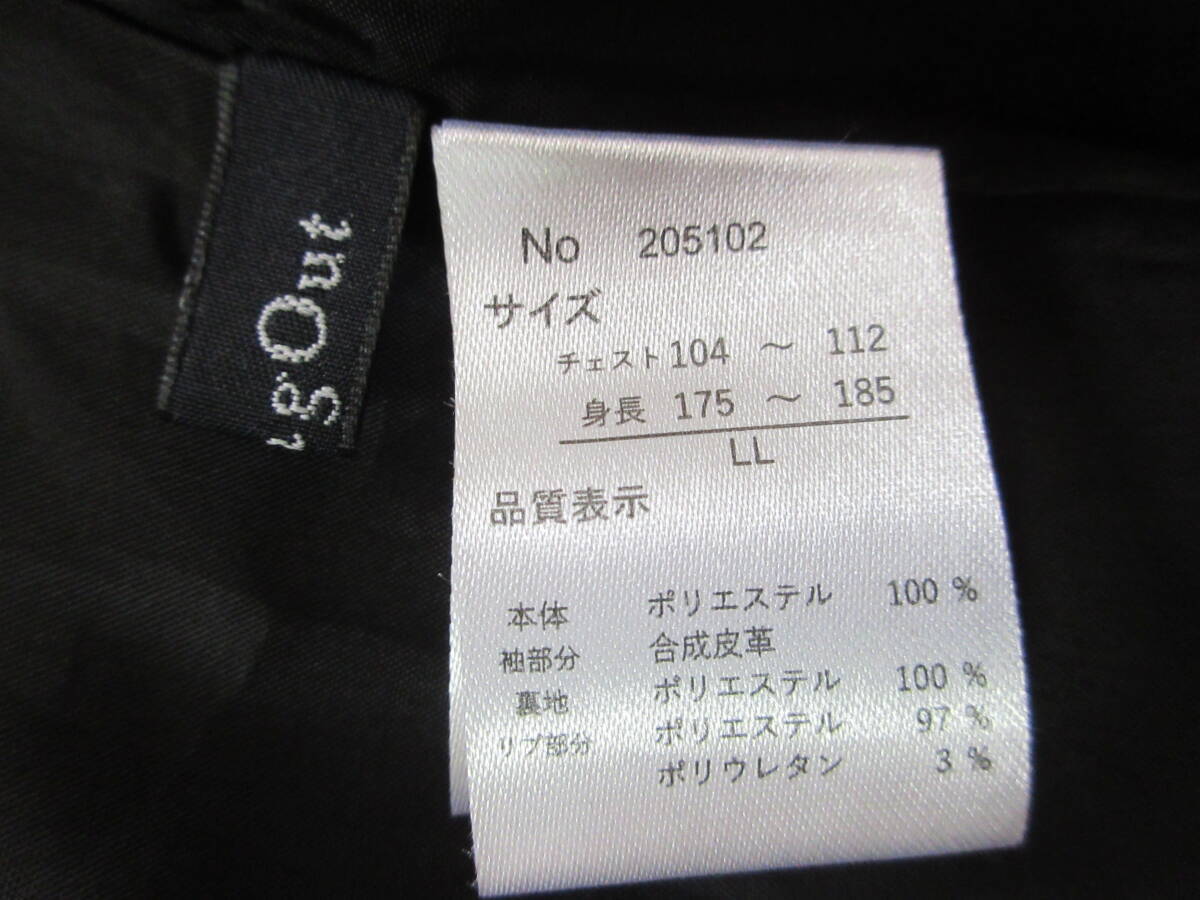 gOut
No 205102
サイズ
チェスト 104 ～ 112
身長 175 ～ 185
LL
品質表示
本体 ポリエステル 100 %
袖部分 合成皮革
裏地 ポリエステル 100 %
リブ部分 ポリエステル 97 %
ポリウレタン 3 %